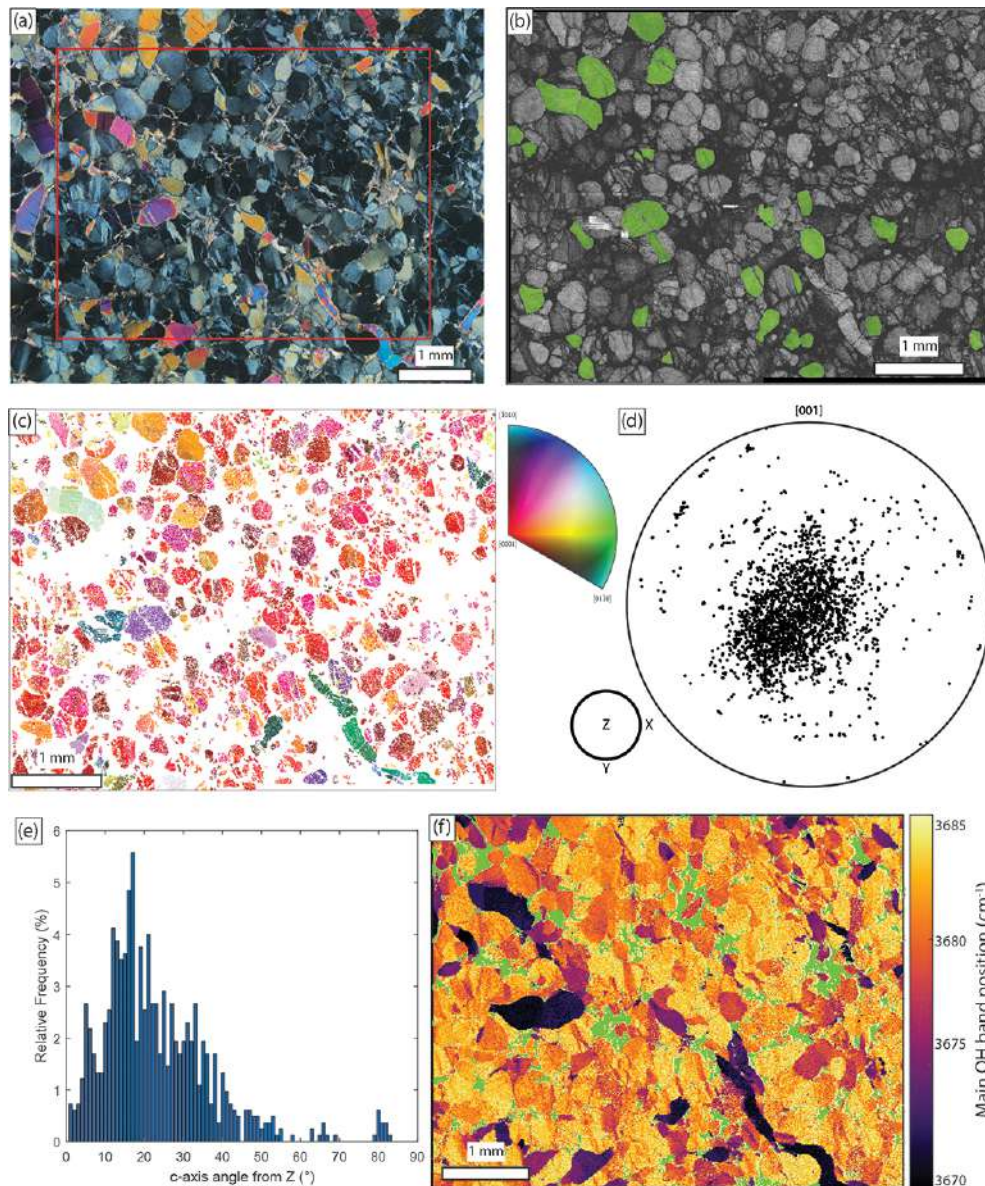 (a)
1 mm
(b)
1 mm
(c)
1 mm
[0001]
(d)
[001]
Z
X
Y
(e)
6
5
4
3
2
1
0
Relative Frequency (%)
0 10 20 30 40 50 60 70 80 90
c-axis angle from Z (°)
(f)
1 mm
3685
3680
3675
3670
Main OH band position (cm⁻¹)